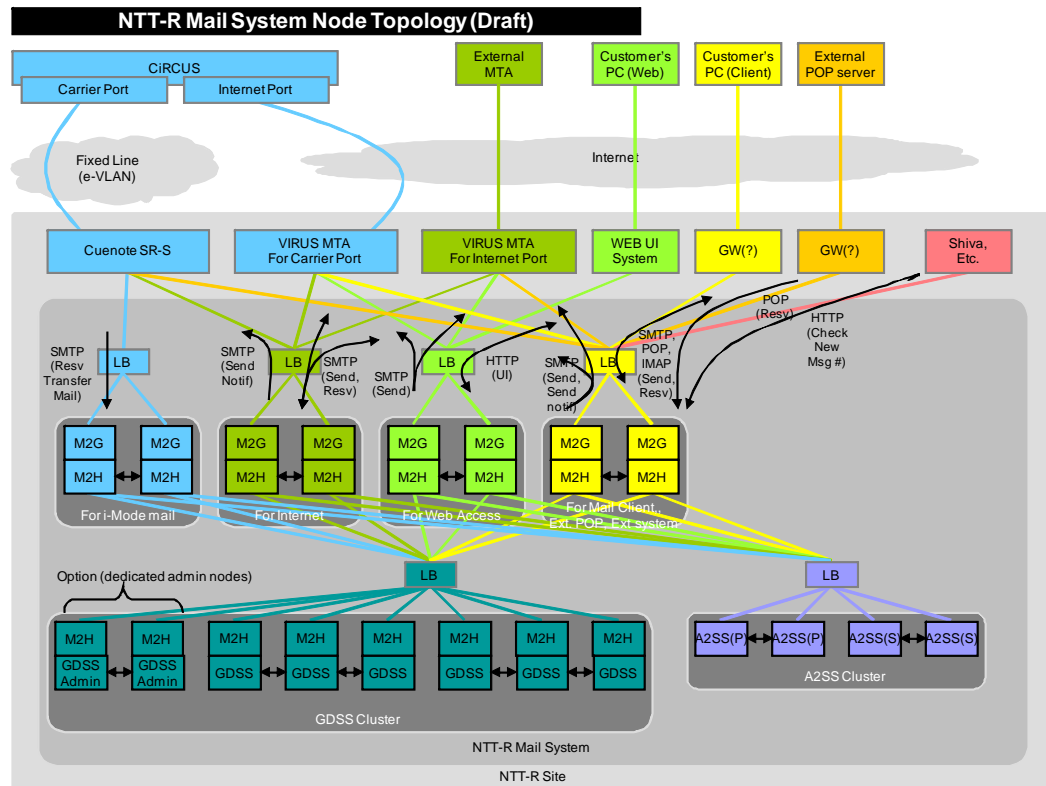 NTT-R Mail System Node Topology (Draft)
CiRCUS
Carrier Port
Internet Port
External
MTA
Customer's
PC (Web)
Customer's
PC (Client)
External
POP server
Fixed Line
(e-VLAN)
Internet
Cuenote SR-S
VIRUS MTA
For Carrier Port
VIRUS MTA
For Internet Port
WEB UI
System
GW(?)
GW(?)
Shiva,
Etc.
SMTP
(Resv
Transfer
Mail)
LB
SMTP
(Send
Notif)
LB
SMTP
(Send,
Resv)
SMTP
(Send)
LB
HTTP
(UI)
SMTP
(Send,
Send
notif)
LB
SMTP,
POP,
IMAP
(Send,
Resv)
POP
(Resv)
HTTP
(Check
New
Msg #)
M2G
M2G
M2G
M2G
M2G
M2G
M2G
M2G
M2H
M2H
M2H
M2H
M2H
M2H
M2H
M2H
For i-Mode mail
For Internet
For Web Access
For Mail Client,,
Ext. POP, Ext system
LB
LB
Option (dedicated admin nodes)
M2H
M2H
M2H
M2H
M2H
M2H
M2H
M2H
GDSS
Admin
GDSS
Admin
GDSS
GDSS
GDSS
GDSS
GDSS
GDSS
GDSS Cluster
A2SS(P)
A2SS(P)
A2SS(S)
A2SS(S)
A2SS Cluster
NTT-R Mail System
NTT-R Site